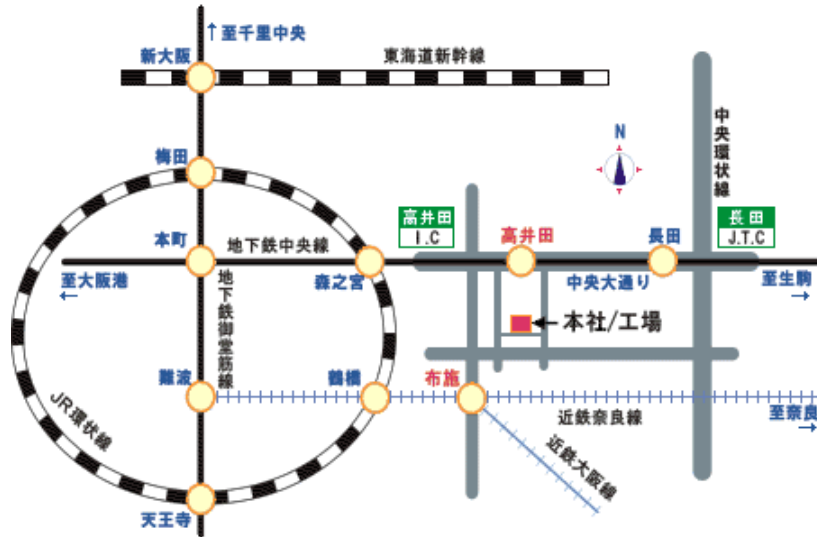 ↑至千里中央
新大阪
東海道新幹線
中央環状線
N
梅田
高井田
I.C
長田
J.T.C
本町
地下鉄中央線
高井田
長田
至大阪港
←
森之宮
中央大通り
至生駒
→
地下鉄御堂筋線
本社/工場
難波
鶴橋
布施
JR環状線
近鉄奈良線
至奈良
→
近鉄大阪線
天王寺